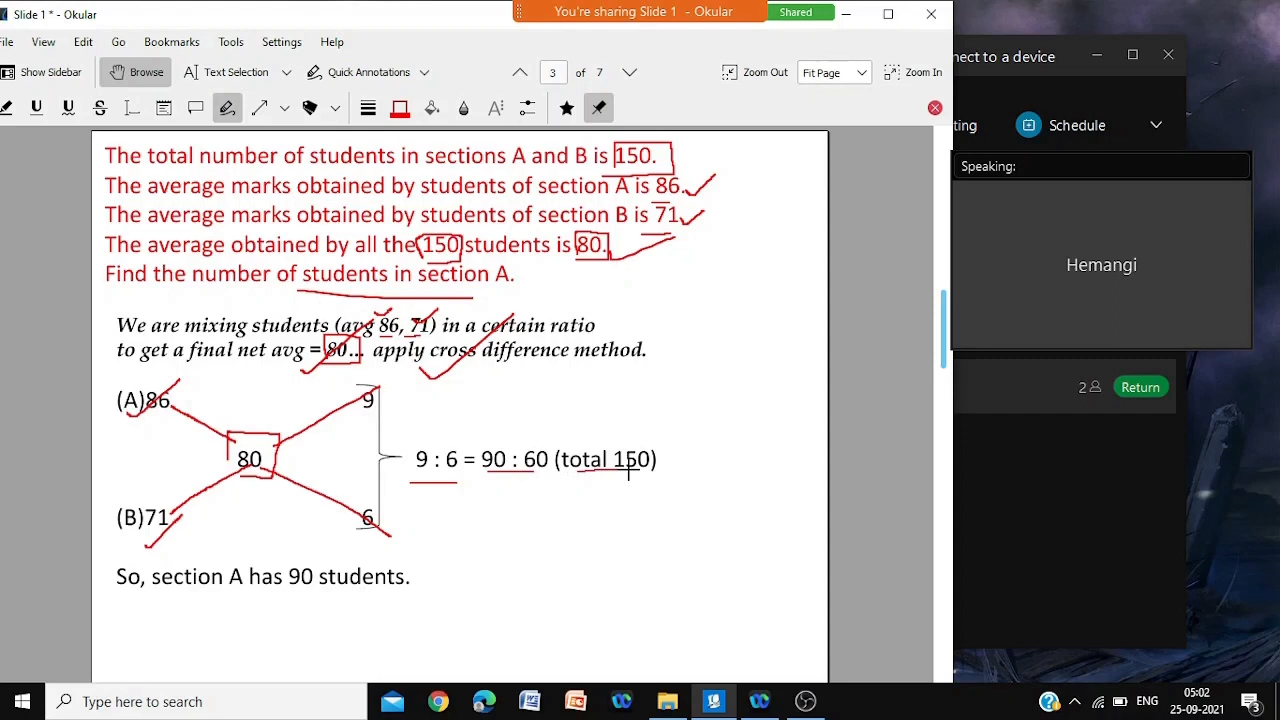 Slide 1 * - Okular
You're sharing Slide 1 - Okular
Shared
File View Edit Go Bookmarks Tools Settings Help
Show Sidebar Browse Text Selection Quick Annotations 3 of 7 Zoom Out Fit Page Zoom In
The total number of students in sections A and B is 150.
The average marks obtained by students of section A is 86.
The average marks obtained by students of section B is 71
The average obtained by all the 150 students is 80.
Find the number of students in section A.
We are mixing students (avg 86, 71) in a certain ratio
to get a final net avg = 80... apply cross difference method.
(A)86 9
80 9 : 6 = 90 : 60 (total 150)
(B)71 6
So, section A has 90 students.
nect to a device
ting Schedule
Speaking:
Hemangi
2 Return
Type here to search
ENG
05:02
25-09-2021
3